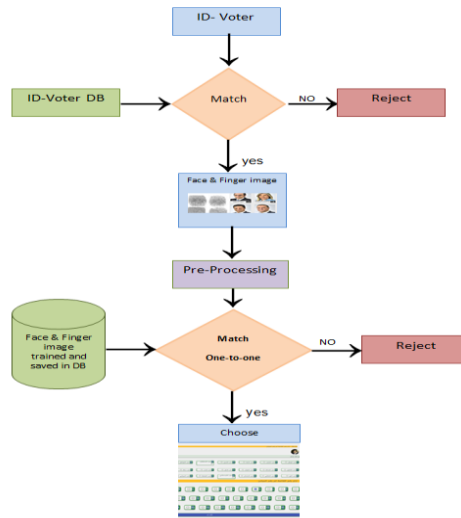 ID- Voter
ID-Voter DB
Match
NO
Reject
yes
Face & Finger image
Pre-Processing
Face & Finger
image
trained and
saved in DB
Match
One-to-one
NO
Reject
yes
Choose